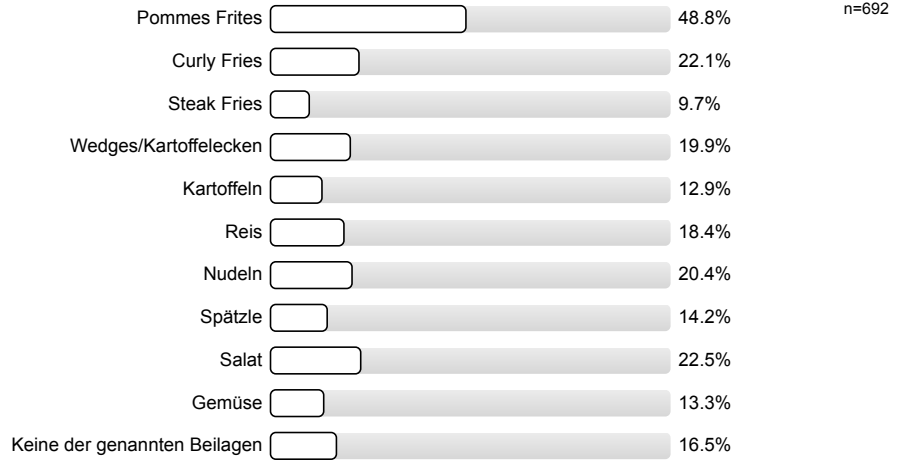 n=692
Pommes Frites 48.8%
Curly Fries 22.1%
Steak Fries 9.7%
Wedges/Kartoffelecken 19.9%
Kartoffeln 12.9%
Reis 18.4%
Nudeln 20.4%
Spätzle 14.2%
Salat 22.5%
Gemüse 13.3%
Keine der genannten Beilagen 16.5%